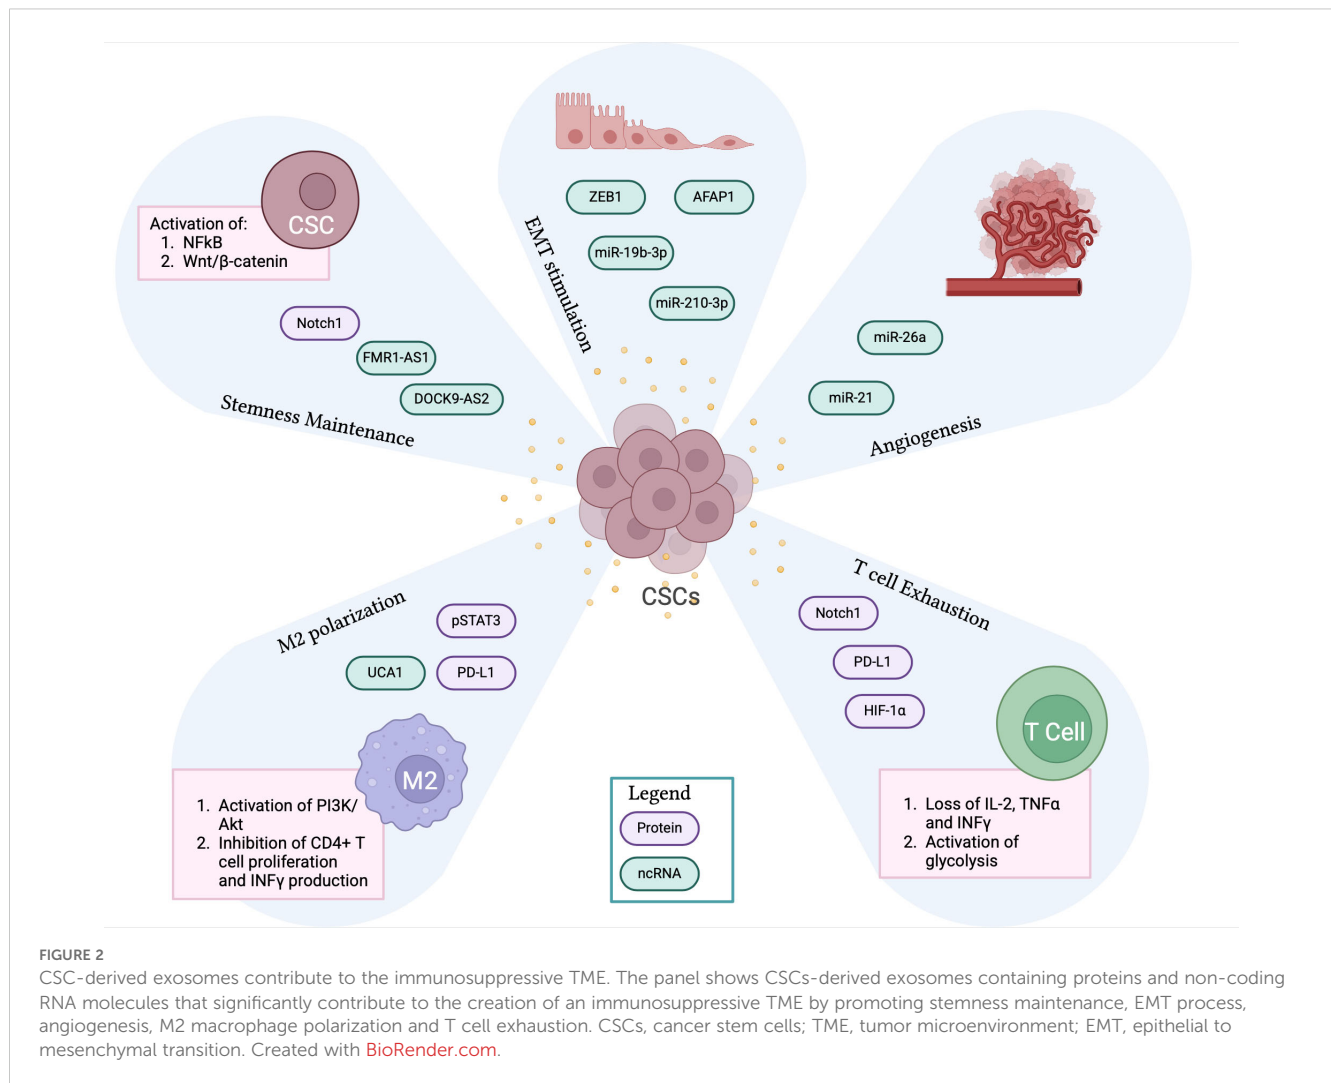 ZEB1
AFAP1
miR-19b-3p
miR-210-3p
EMT stimulation
CSC
Activation of:
1. NFkB
2. Wnt/β-catenin
Notch1
FMR1-AS1
DOCK9-AS2
Stemness Maintenance
miR-26a
miR-21
Angiogenesis
CSCs
M2 polarization
pSTAT3
UCA1
PD-L1
M2
1. Activation of PI3K/
Akt
2. Inhibition of CD4+ T
cell proliferation
and INFγ production
T cell Exhaustion
Notch1
PD-L1
HIF-1α
T Cell
1. Loss of IL-2, TNFα
and INFγ
2. Activation of
glycolysis
Legend
Protein
ncRNA
FIGURE 2
CSC-derived exosomes contribute to the immunosuppressive TME. The panel shows CSCs-derived exosomes containing proteins and non-coding
RNA molecules that significantly contribute to the creation of an immunosuppressive TME by promoting stemness maintenance, EMT process,
angiogenesis, M2 macrophage polarization and T cell exhaustion. CSCs, cancer stem cells; TME, tumor microenvironment; EMT, epithelial to
mesenchymal transition. Created with BioRender.com.